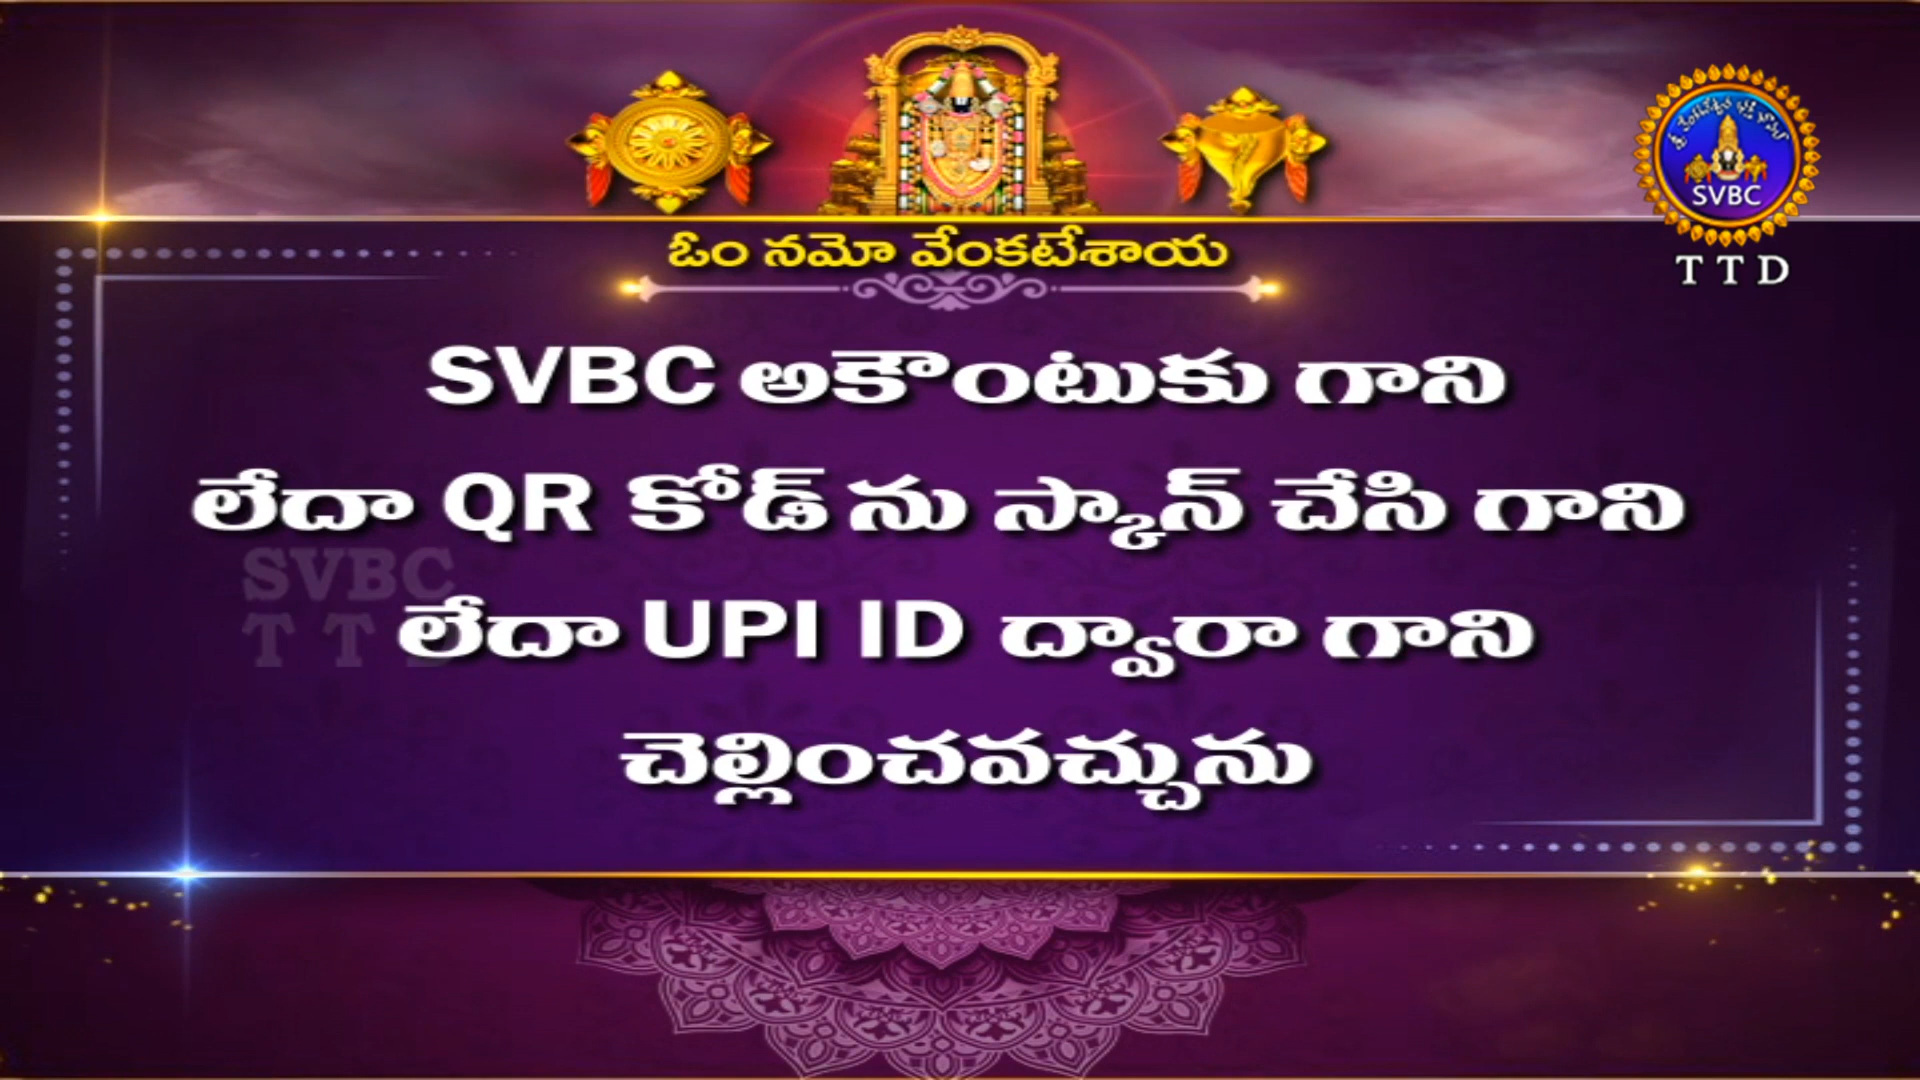 ఓం నమో వేంకటేశాయ
SVBC
TTD
SVBC అకౌంటుకు గాని
లేదా QR కోడ్ ను స్కాన్ చేసి గాని
SVBC
TTD
లేదా UPI ID ద్వారా గాని
చెల్లించవచ్చును